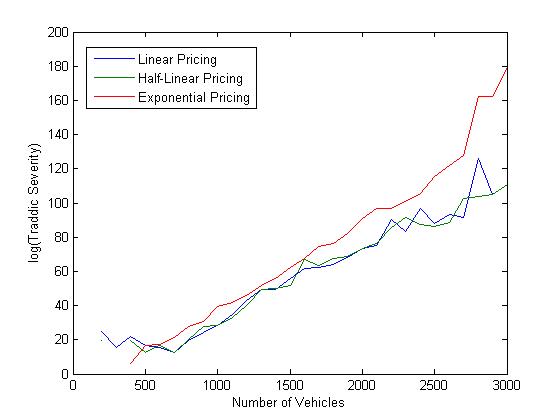 200
180
160
140
120
100
80
60
40
20
0
log(Traddic Severity)
Linear Pricing
Half-Linear Pricing
Exponential Pricing
0 500 1000 1500 2000 2500 3000
Number of Vehicles